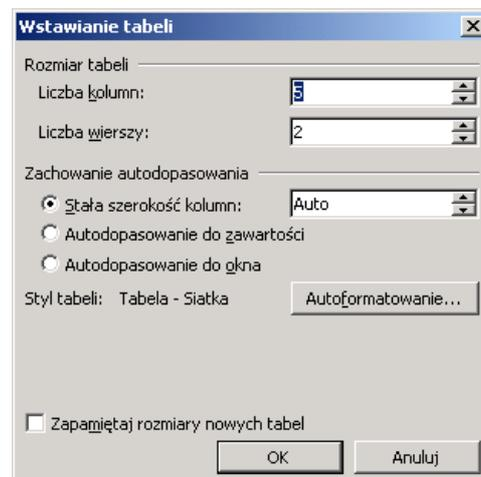 Wstawianie tabeli
Rozmiar tabeli
Liczba kolumn: 5
Liczba wierszy: 2
Zachowanie autodopasowania
Stała szerokość kolumn: Auto
Autodopasowanie do zawartości
Autodopasowanie do okna
Styl tabeli: Tabela - Siatka Autoformatowanie...
Zapamiętaj rozmiary nowych tabel
OK Anuluj